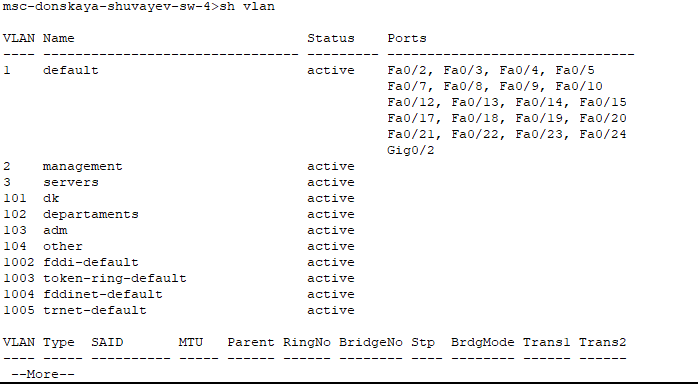 msc-donskaya-shuvayev-sw-4>sh vlan
VLAN Name                             Status    Ports
---- -------------------------------- --------- -------------------------------
1    default                          active    Fa0/2, Fa0/3, Fa0/4, Fa0/5
                                                Fa0/7, Fa0/8, Fa0/9, Fa0/10
                                                Fa0/12, Fa0/13, Fa0/14, Fa0/15
                                                Fa0/17, Fa0/18, Fa0/19, Fa0/20
                                                Fa0/21, Fa0/22, Fa0/23, Fa0/24
                                                Gig0/2
2    management                       active
3    servers                          active
101  dk                               active
102  departaments                     active
103  adm                              active
104  other                            active
1002 fddi-default                     active
1003 token-ring-default               active
1004 fddinet-default                  active
1005 trnet-default                    active
VLAN Type  SAID       MTU   Parent RingNo BridgeNo Stp  BrdgMode Trans1 Trans2
---- ----- ---------- ----- ------ ------ -------- ---- -------- ------ ------
 --More--